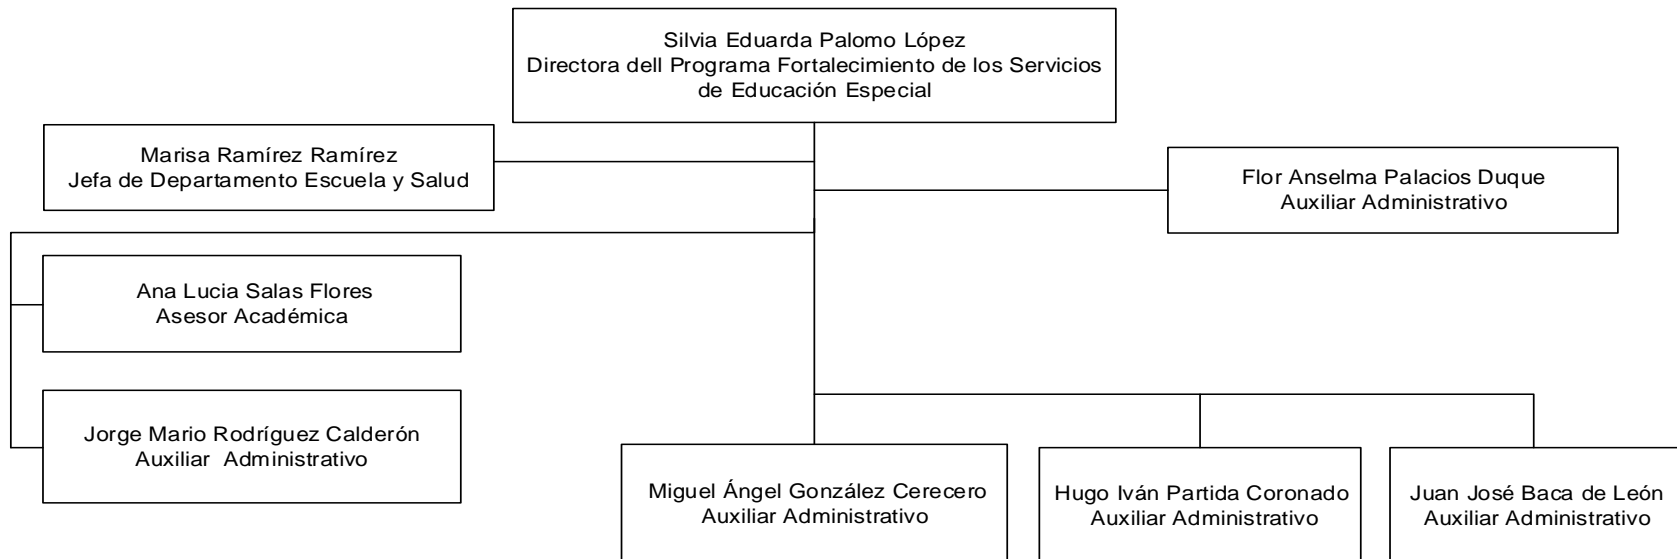 Silvia Eduarda Palomo López
Directora dell Programa Fortalecimiento de los Servicios
de Educación Especial
Marisa Ramírez Ramírez
Jefa de Departamento Escuela y Salud
Flor Anselma Palacios Duque
Auxiliar Administrativo
Ana Lucia Salas Flores
Asesor Académica
Jorge Mario Rodríguez Calderón
Auxiliar  Administrativo
Miguel Ángel González Cerecero
Auxiliar Administrativo
Hugo Iván Partida Coronado
Auxiliar Administrativo
Juan José Baca de León
Auxiliar Administrativo